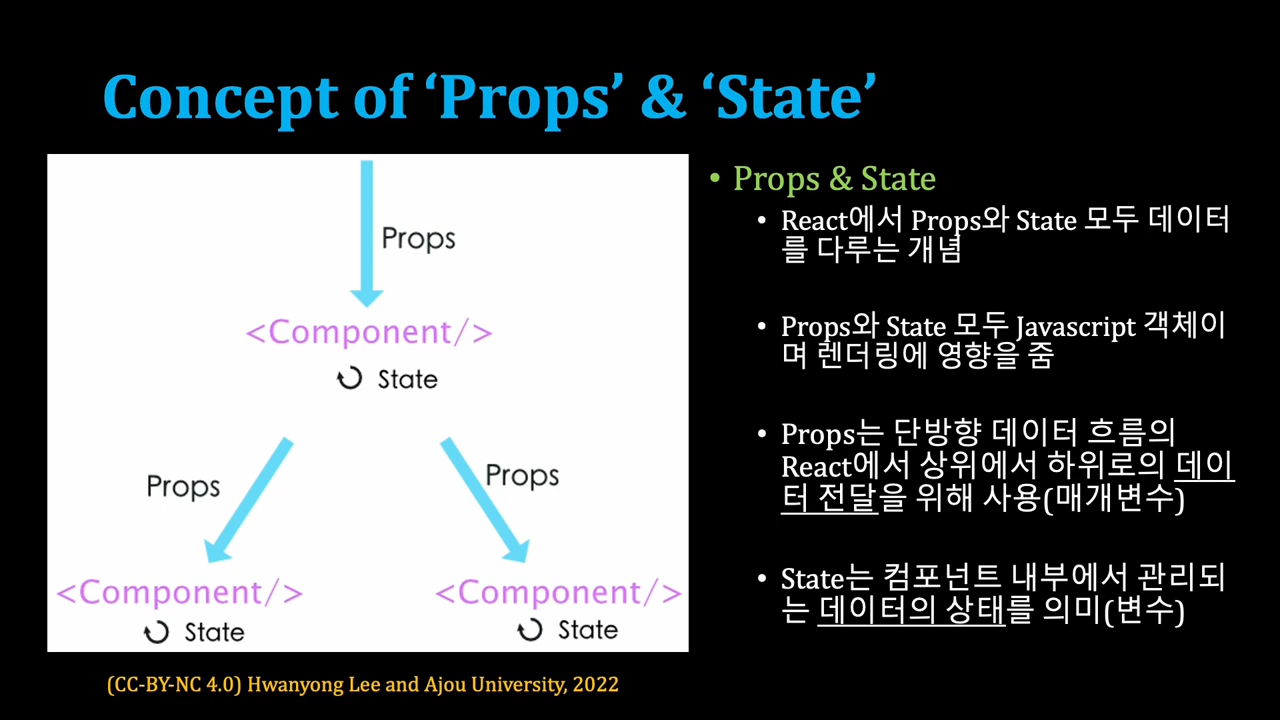 Concept of ‘Props’ & ‘State’
Props
<Component/>
State
Props
Props
<Component/>
State
<Component/>
State
• Props & State
• React에서 Props와 State 모두 데이터
를 다루는 개념
• Props와 State 모두 Javascript 객체이
며 렌더링에 영향을 줌
• Props는 단방향 데이터 흐름의
React에서 상위에서 하위로의 데이
터 전달을 위해 사용(매개변수)
• State는 컴포넌트 내부에서 관리되
는 데이터의 상태를 의미(변수)
(CC-BY-NC 4.0) Hwanyong Lee and Ajou University, 2022